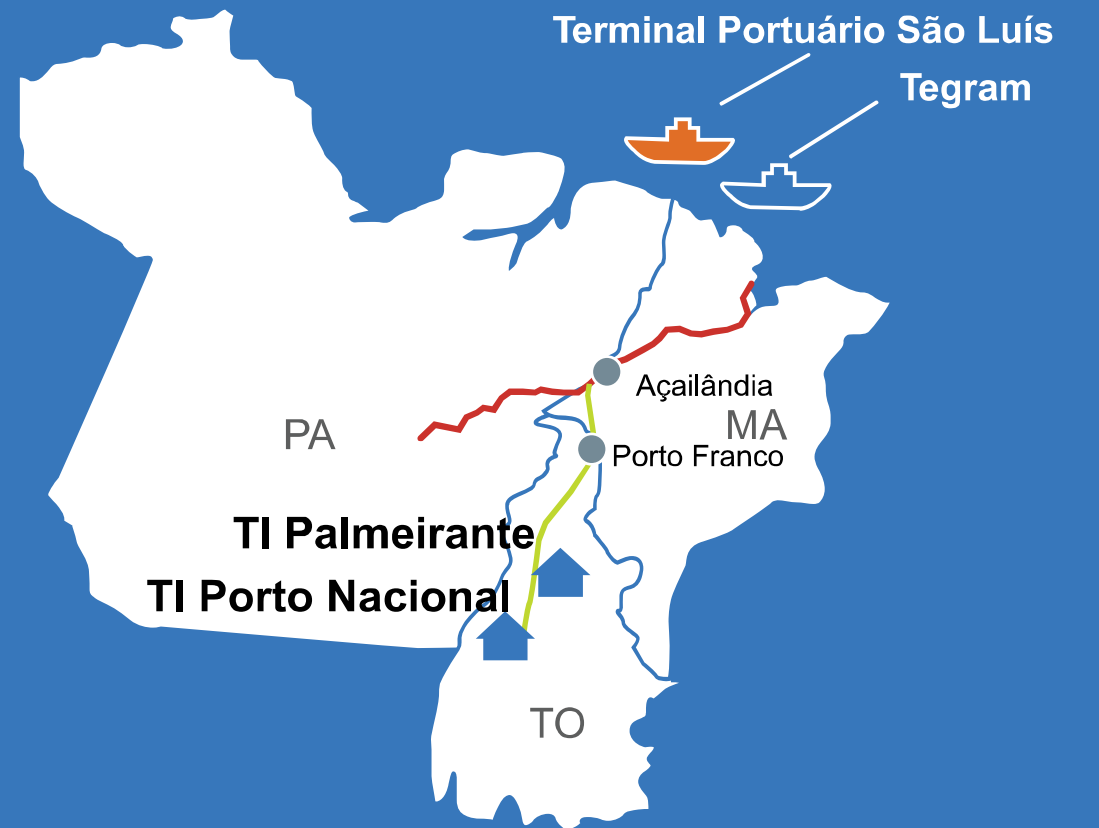 Terminal Portuário São Luís
Tegram
Açailândia
MA
PA
Porto Franco
TI Palmeirante
TI Porto Nacional
TO